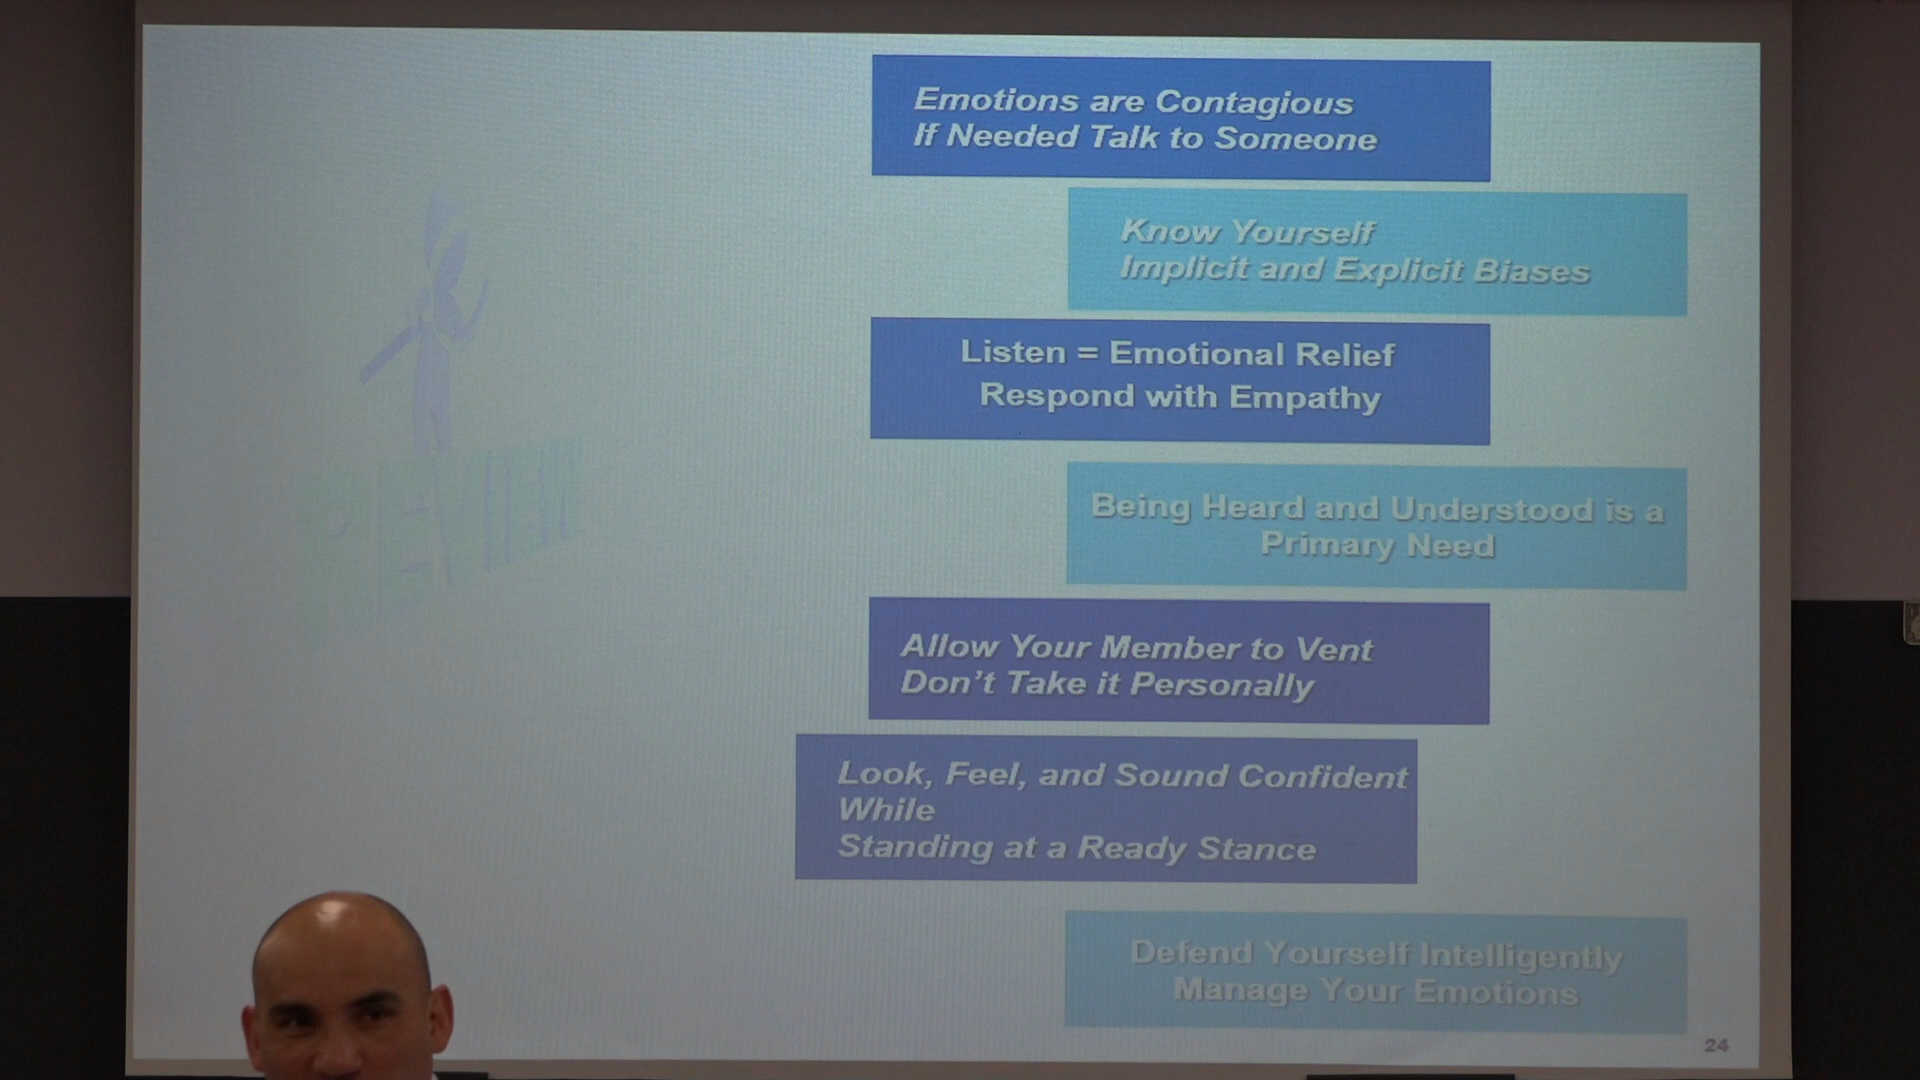 Emotions are Contagious
If Needed Talk to Someone
Know Yourself
Implicit and Explicit Biases
Listen = Emotional Relief
Respond with Empathy
REVIEW
Being Heard and Understood is a
Primary Need
Allow Your Member to Vent
Don't Take it Personally
Look, Feel, and Sound Confident
While
Standing at a Ready Stance
Defend Yourself Intelligently
Manage Your Emotions
24